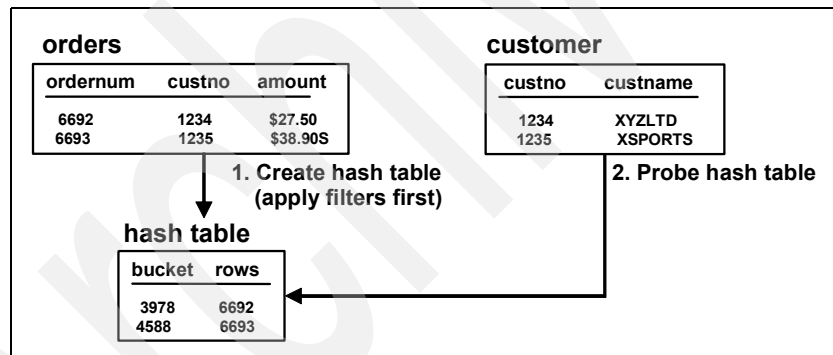 orders
ordernum custno amount
6692 1234 $27.50
6693 1235 $38.90S
customer
custno custname
1234 XYZLTD
1235 XSPORTS
1. Create hash table
(apply filters first)
2. Probe hash table
hash table
bucket rows
3978 6692
4588 6693